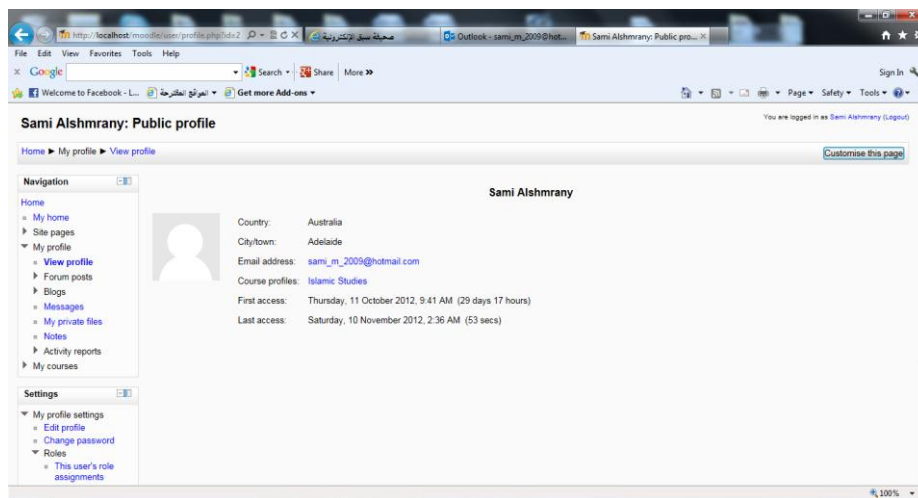 http://localhost/moodle/user/profile.php?id=2
صحيفة سبق الإلكترونية
Outlook - sami_m_2009@hot...
Sami Alshmrany: Public pro...
File Edit View Favorites Tools Help
Google
Search
Share
More
Sign In
Welcome to Facebook - L...
المواقع المقترحة
Get more Add-ons
Page
Safety
Tools
Sami Alshmrany: Public profile
You are logged in as Sami Alshmrany (Logout)
Home ► My profile ► View profile
Customise this page
Navigation
Home
My home
Site pages
My profile
View profile
Forum posts
Blogs
Messages
My private files
Notes
Activity reports
My courses
Settings
My profile settings
Edit profile
Change password
Roles
This user's role
assignments
Sami Alshmrany
Country: Australia
City/town: Adelaide
Email address: sami_m_2009@hotmail.com
Course profiles: Islamic Studies
First access: Thursday, 11 October 2012, 9:41 AM (29 days 17 hours)
Last access: Saturday, 10 November 2012, 2:36 AM (53 secs)
100%